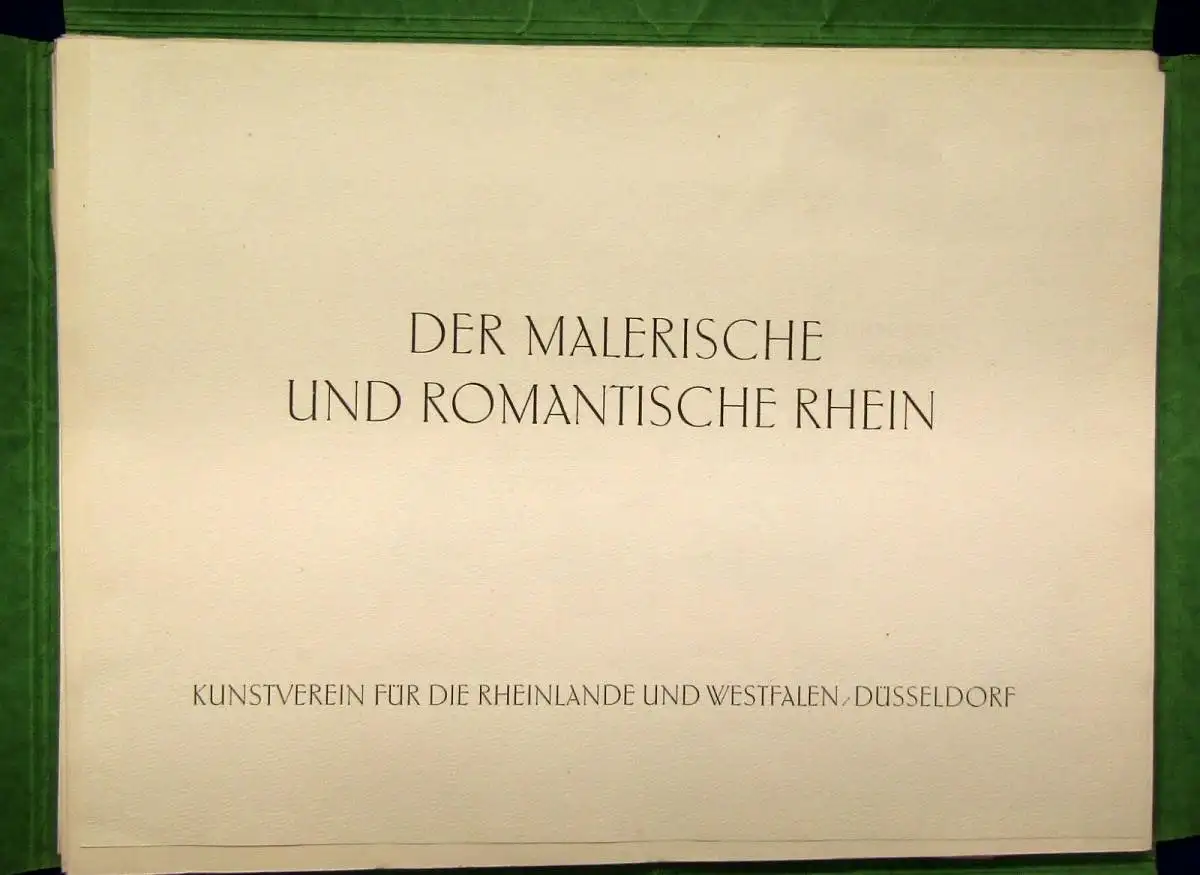 DER MALERISCHE
UND ROMANTISCHE RHEIN
KUNSTVEREIN FÜR DIE RHEINLANDE UND WESTFALEN/DÜSSELDORF